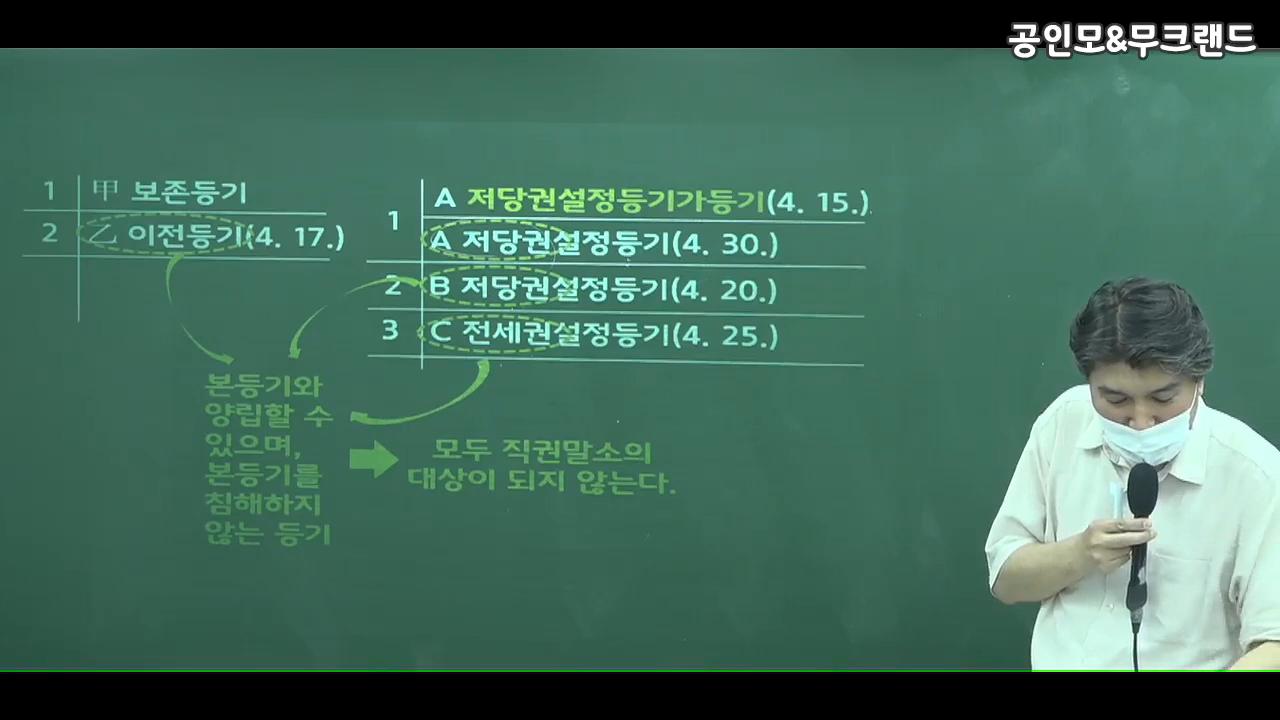 공인모&무크랜드
1 甲 보존등기
2 乙 이전등기(4. 17.)
1 A 저당권설정등기가등기(4. 15.)
A 저당권설정등기(4. 30.)
2 B 저당권설정등기(4. 20.)
3 C 전세권설정등기(4. 25.)
본등기와
양립할 수
있으며,
본등기를
침해하지
않는 등기
모두 직권말소의
대상이 되지 않는다.